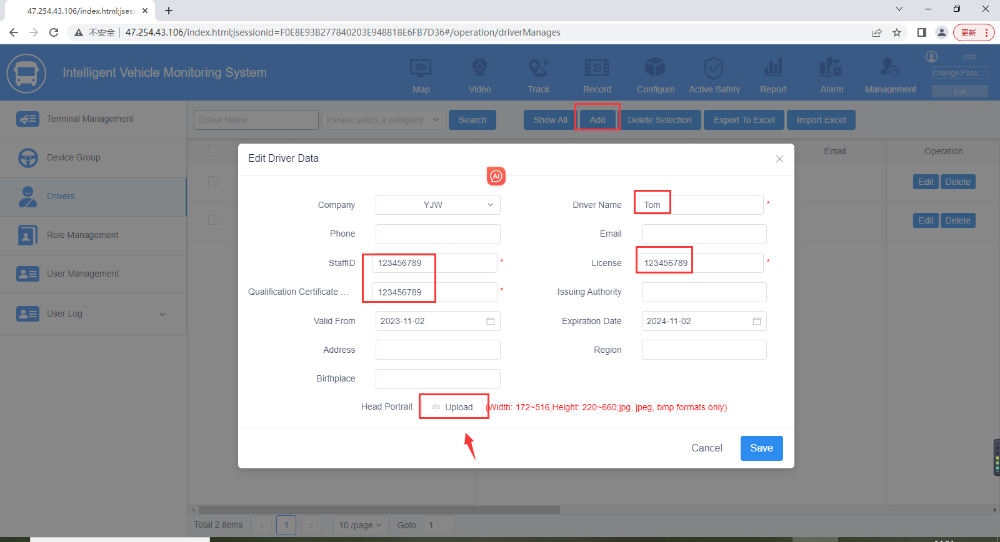 47.254.43.106/index.html;jsess
不安全
47.254.43.106/index.html;jsessionid=F0E8E93B277840203E948818E6FB7D36#/operation/driverManages
更新
Intelligent Vehicle Monitoring System
Map
Video
Track
Record
Configure
Active Safety
Report
Alarm
Management
sfcs
Change Pass...
Exit
Terminal Management
Device Group
Drivers
Role Management
User Management
User Log
Driver Name
Please select a company
Search
Show All
Add
Delete Selection
Export To Excel
Import Excel
Email
Operation
Edit Delete
Edit Delete
Edit Driver Data
AI
Company YJW
Driver Name Tom *
Phone
Email
StaffID 123456789 *
License 123456789 *
Qualification Certificate ... 123456789 *
Issuing Authority
Valid From 2023-11-02
Expiration Date 2024-11-02
Address
Region
Birthplace
Head Portrait Upload (Width: 172~516,Height: 220~660;jpg, jpeg, bmp formats only)
Cancel
Save
Total 2 items
1
10 /page
Goto 1